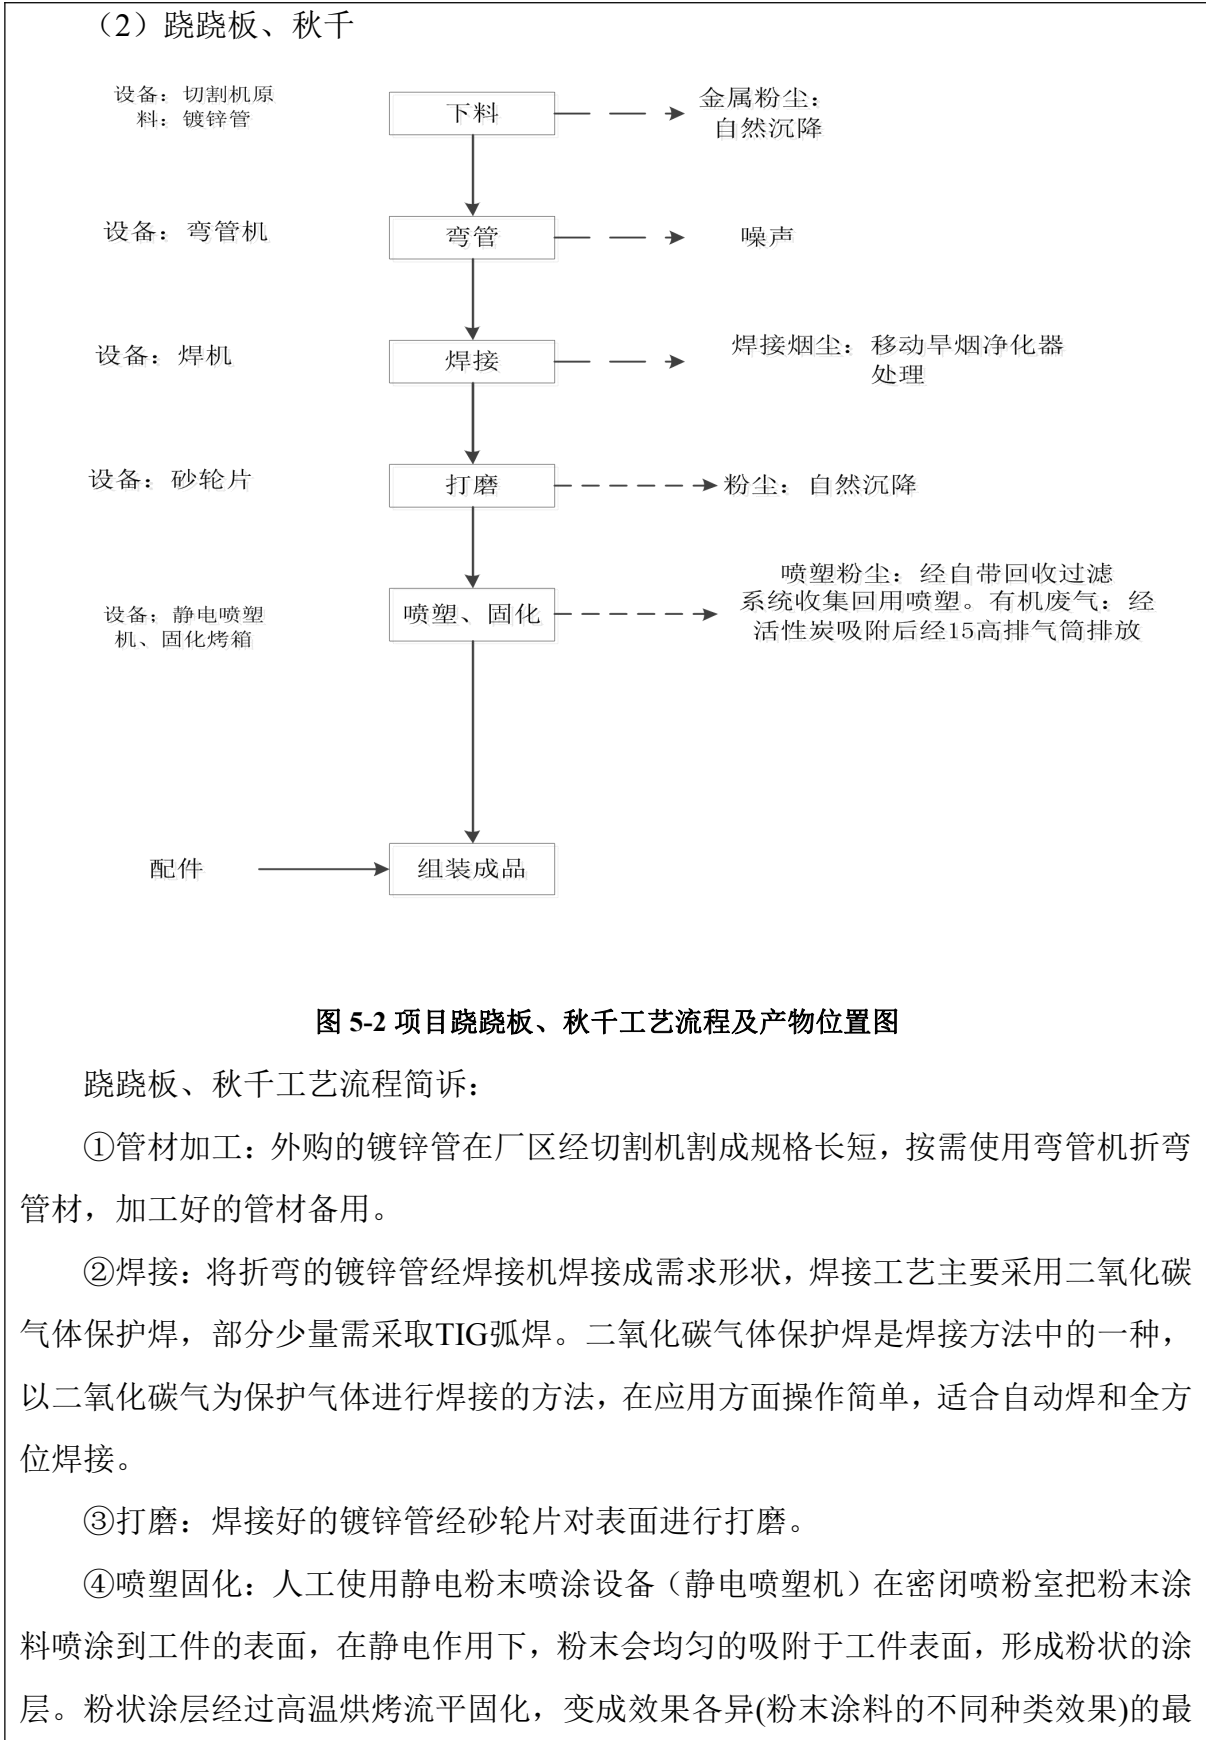 （2）跷跷板、秋千
设备：切割机原
料：镀锌管
下料
金属粉尘：
自然沉降
设备：弯管机
弯管
噪声
设备：焊机
焊接
焊接烟尘：移动旱烟净化器
处理
设备：砂轮片
打磨
粉尘：自然沉降
设备；静电喷塑
机、固化烤箱
喷塑、固化
喷塑粉尘：经自带回收过滤
系统收集回用喷塑。有机废气：经
活性炭吸附后经15高排气筒排放
配件
组装成品
图 5-2 项目跷跷板、秋千工艺流程及产物位置图
跷跷板、秋千工艺流程简诉：
①管材加工：外购的镀锌管在厂区经切割机割成规格长短，按需使用弯管机折弯
管材，加工好的管材备用。
②焊接：将折弯的镀锌管经焊接机焊接成需求形状，焊接工艺主要采用二氧化碳
气体保护焊，部分少量需采取TIG弧焊。二氧化碳气体保护焊是焊接方法中的一种，
以二氧化碳气为保护气体进行焊接的方法，在应用方面操作简单，适合自动焊和全方
位焊接。
③打磨：焊接好的镀锌管经砂轮片对表面进行打磨。
④喷塑固化：人工使用静电粉末喷涂设备（静电喷塑机）在密闭喷粉室把粉末涂
料喷涂到工件的表面，在静电作用下，粉末会均匀的吸附于工件表面，形成粉状的涂
层。粉状涂层经过高温烘烤流平固化，变成效果各异(粉末涂料的不同种类效果)的最